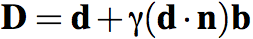 D = d + γ(d · n)b